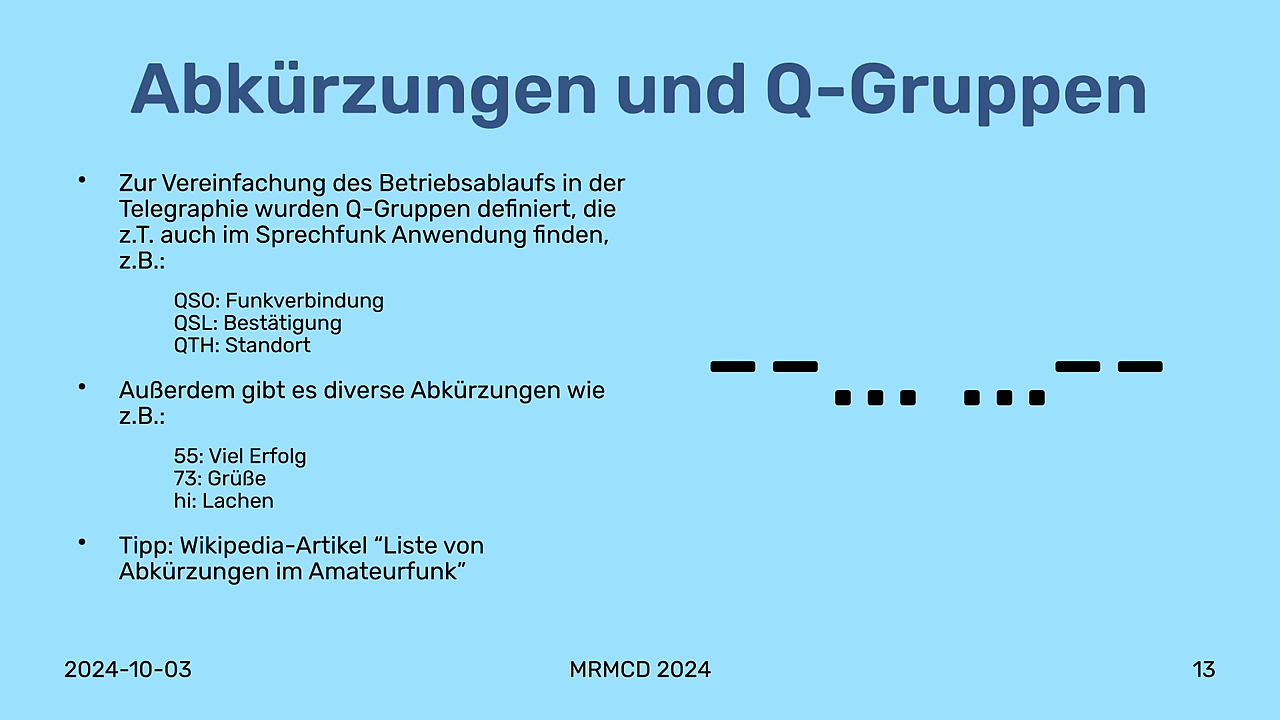 Abkürzungen und Q-Gruppen
• Zur Vereinfachung des Betriebsablaufs in der
Telegraphie wurden Q-Gruppen definiert, die
z.T. auch im Sprechfunk Anwendung finden,
z.B.:
QSO: Funkverbindung
QSL: Bestätigung
QTH: Standort
• Außerdem gibt es diverse Abkürzungen wie
z.B.:
55: Viel Erfolg
73: Grüße
hi: Lachen
• Tipp: Wikipedia-Artikel “Liste von
Abkürzungen im Amateurfunk”
2024-10-03
MRMCD 2024
13